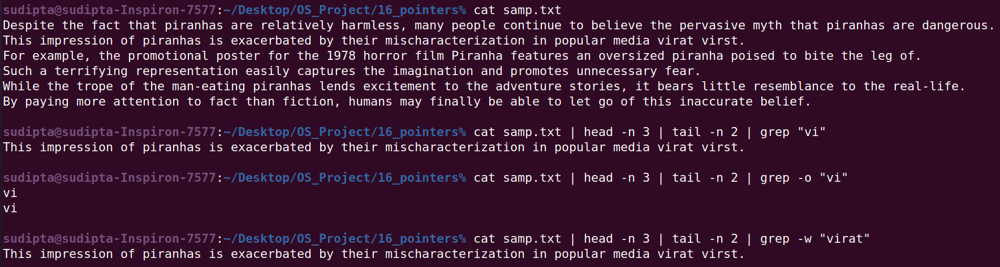 sudipta@sudipta-Inspiron-7577:~/Desktop/OS_Project/16_pointers% cat samp.txt
Despite the fact that piranhas are relatively harmless, many people continue to believe the pervasive myth that piranhas are dangerous.
This impression of piranhas is exacerbated by their mischaracterization in popular media virat virst.
For example, the promotional poster for the 1978 horror film Piranha features an oversized piranha poised to bite the leg of.
Such a terrifying representation easily captures the imagination and promotes unnecessary fear.
While the trope of the man-eating piranhas lends excitement to the adventure stories, it bears little resemblance to the real-life.
By paying more attention to fact than fiction, humans may finally be able to let go of this inaccurate belief.
sudipta@sudipta-Inspiron-7577:~/Desktop/OS_Project/16_pointers% cat samp.txt | head -n 3 | tail -n 2 | grep "vi"
This impression of piranhas is exacerbated by their mischaracterization in popular media virat virst.
sudipta@sudipta-Inspiron-7577:~/Desktop/OS_Project/16_pointers% cat samp.txt | head -n 3 | tail -n 2 | grep -o "vi"
vi
vi
sudipta@sudipta-Inspiron-7577:~/Desktop/OS_Project/16_pointers% cat samp.txt | head -n 3 | tail -n 2 | grep -w "virat"
This impression of piranhas is exacerbated by their mischaracterization in popular media virat virst.